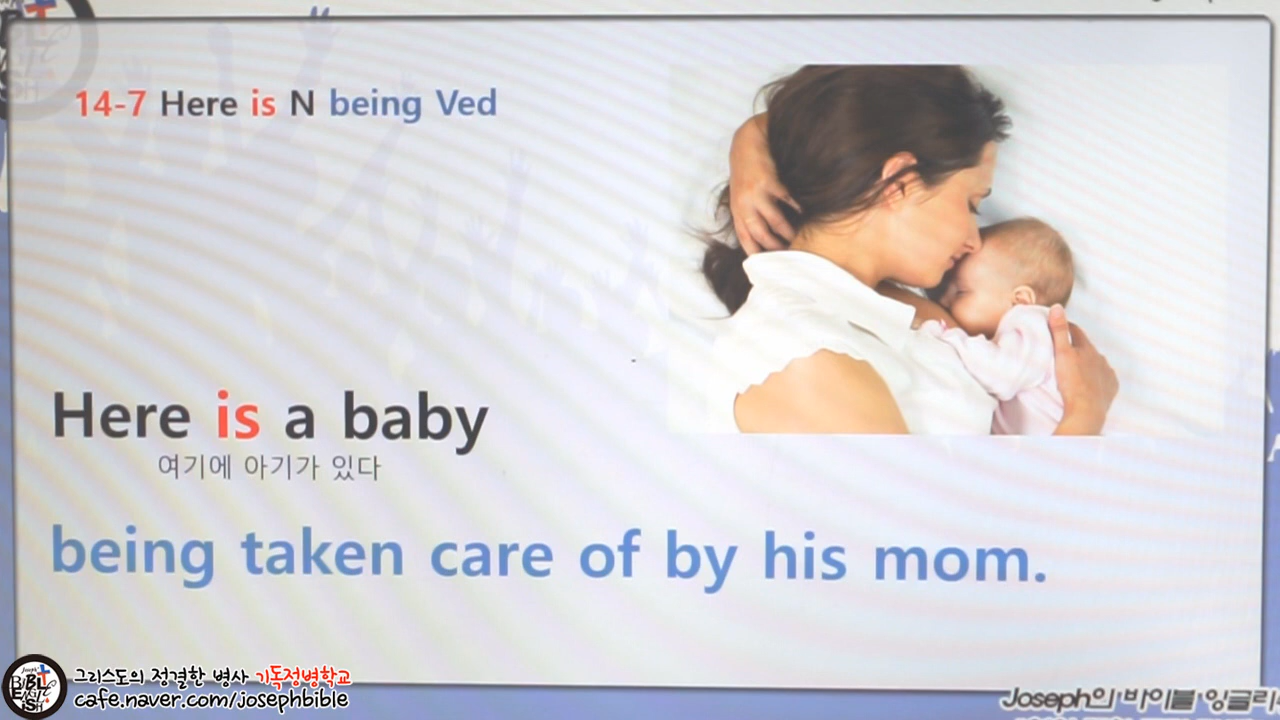 14-7 Here is N being Ved
Here is a baby
여기에 아기가 있다
being taken care of by his mom.
그리스도의 정결한 병사 기독정병학교
cafe.naver.com/josephbible
Joseph의 바이블 잉글리